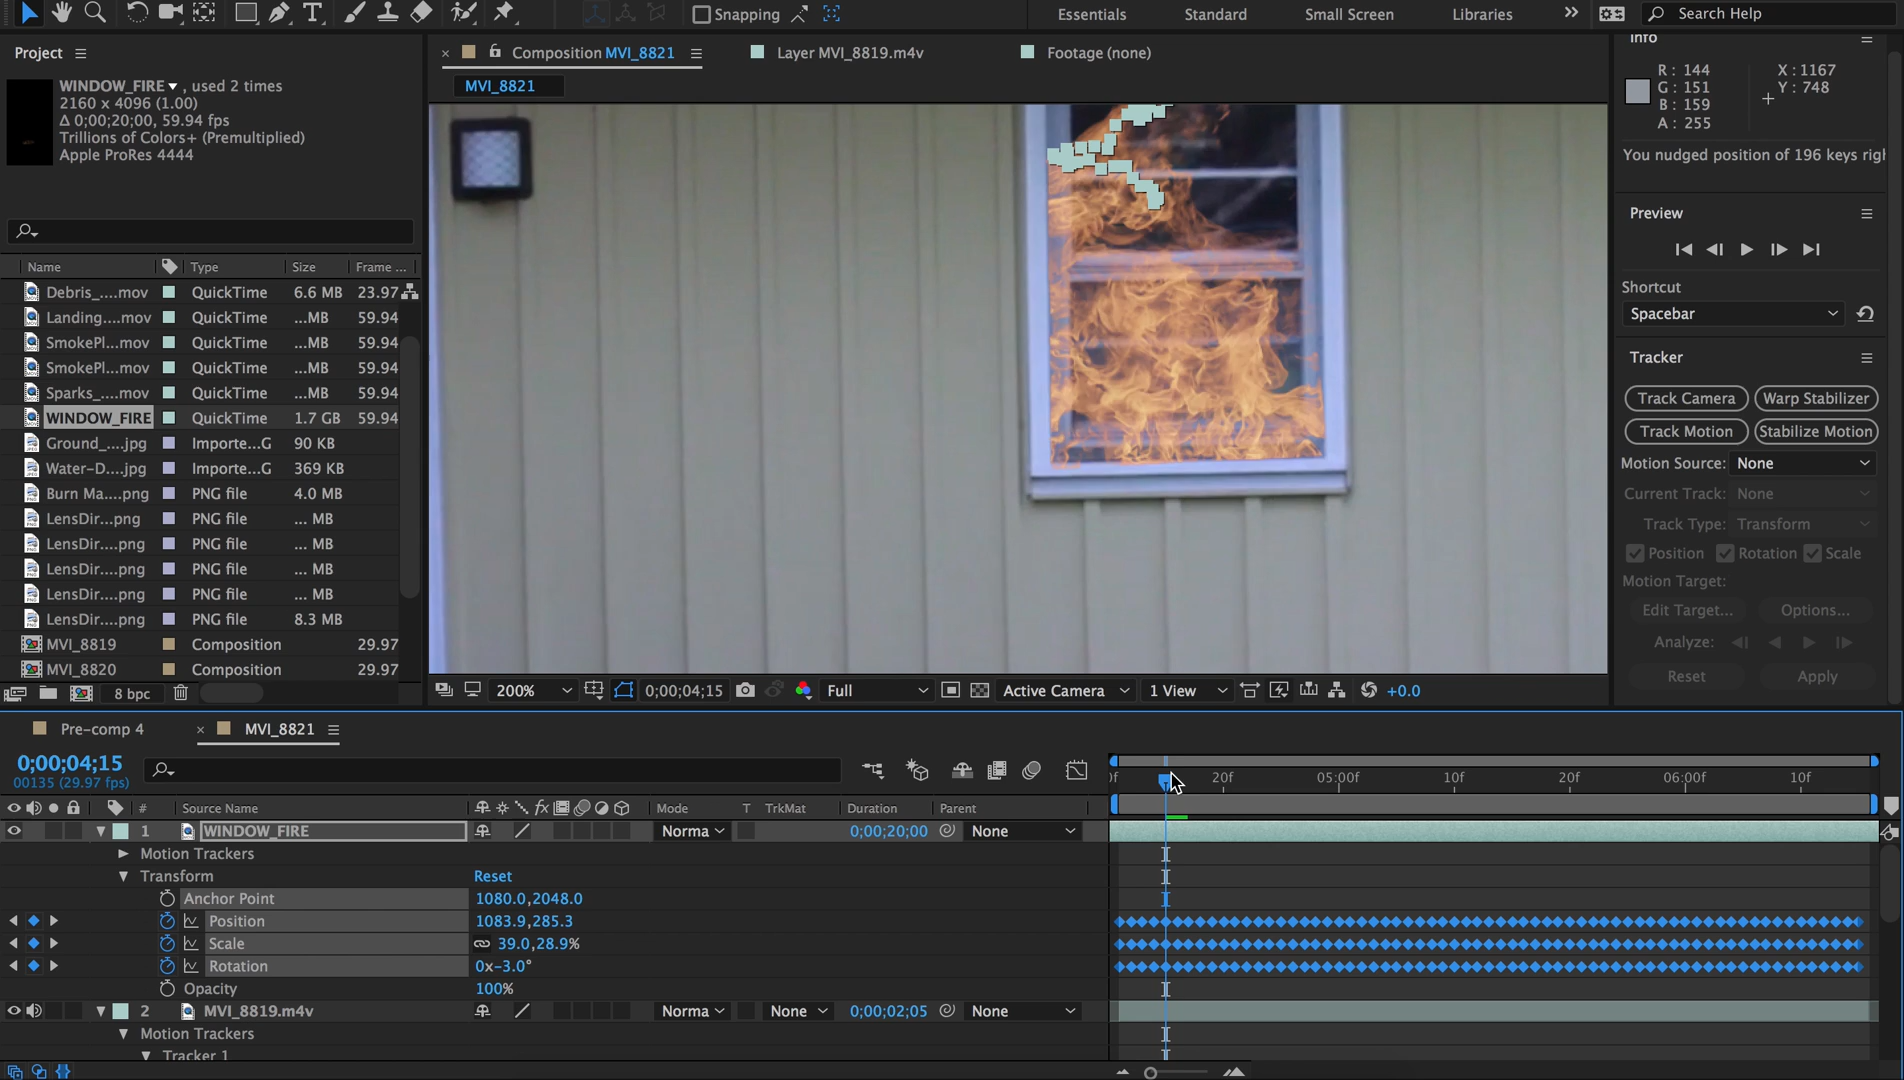 Snapping
Essentials Standard Small Screen Libraries Search Help
Project
WINDOW_FIRE , used 2 times
2160 x 4096 (1.00)
Δ 0;00;20;00, 59.94 fps
Trillions of Colors+ (Premultiplied)
Apple ProRes 4444
Name Type Size Frame ...
Debris_....mov QuickTime 6.6 MB 23.97
Landing....mov QuickTime ...MB 59.94
SmokePl...mov QuickTime ...MB 59.94
SmokePl...mov QuickTime ...MB 59.94
Sparks_....mov QuickTime ...MB 59.94
WINDOW_FIRE QuickTime 1.7 GB 59.94
Ground_....jpg Importe...G 90 KB
Water-D....jpg Importe...G 369 KB
Burn Ma....png PNG file 4.0 MB
LensDir...png PNG file ... MB
LensDir....png PNG file ... MB
LensDir....png PNG file ... MB
LensDir....png PNG file ... MB
LensDir....png PNG file 8.3 MB
MVI_8819 Composition 29.97
MVI_8820 Composition 29.97
8 bpc
× Composition MVI_8821 Layer MVI_8819.m4v Footage (none)
MVI_8821
200% 0;00;04;15 Full Active Camera 1 View +0.0
Info
R : 144 X : 1167
G : 151 Y : 748
B : 159
A : 255
You nudged position of 196 keys righ
Preview
Shortcut
Spacebar
Tracker
Track Camera Warp Stabilizer
Track Motion Stabilize Motion
Motion Source: None
Current Track: None
Track Type: Transform
Position Rotation Scale
Motion Target:
Edit Target... Options...
Analyze:
Reset Apply
Pre-comp 4 × MVI_8821
0;00;04;15
00135 (29.97 fps)
0f 20f 05:00f 10f 20f 06:00f 10f
# Source Name fx Mode T TrkMat Duration Parent
1 WINDOW_FIRE Norma 0;00;20;00 None
Motion Trackers
Transform Reset
Anchor Point 1080.0,2048.0
Position 1083.9,285.3
Scale 39.0,28.9%
Rotation 0x-3.0°
Opacity 100%
2 MVI_8819.m4v Norma None 0;00;02;05 None
Motion Trackers
Tracker 1